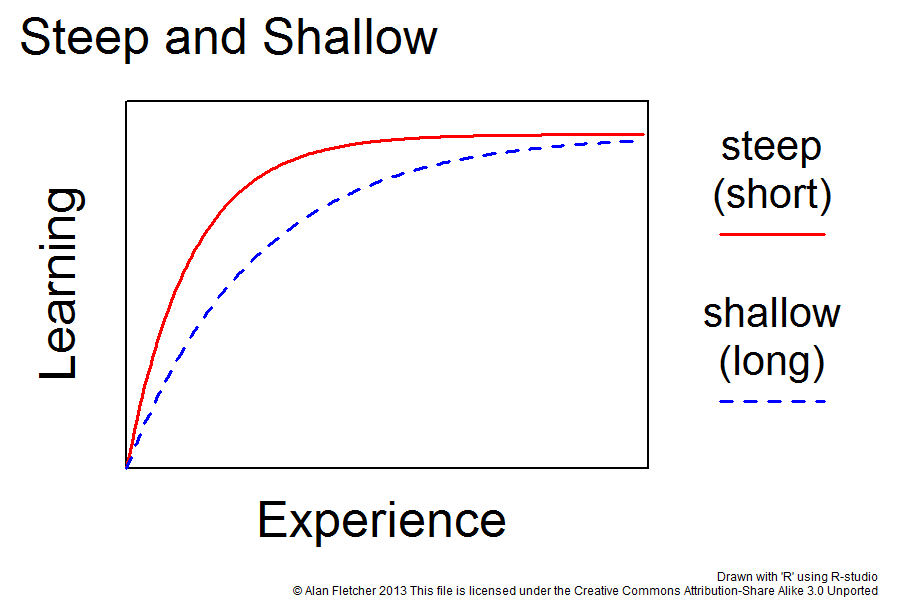 Steep and Shallow
Learning
steep
(short)
shallow
(long)
Experience
Drawn with 'R' using R-studio
© Alan Fletcher 2013 This file is licensed under the Creative Commons Attribution-Share Alike 3.0 Unported